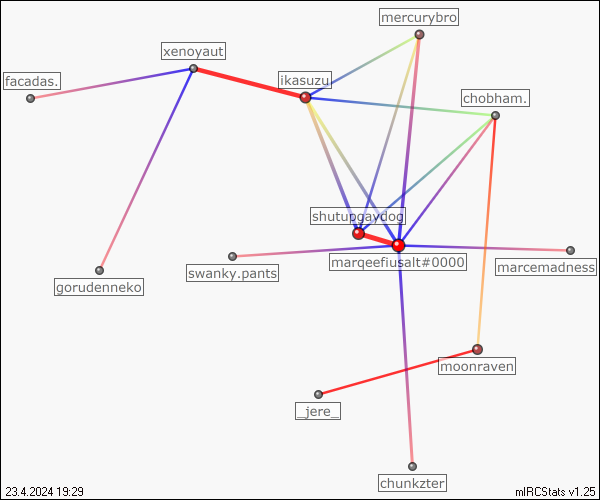 mercurybro
xenoyaut
facadas.
ikasuzu
chobham.
shutupgaydog
marqeefiusalt#0000
swanky.pants
marcemadness
gorudenneko
moonraven
_jere_
chunkzter
23.4.2024 19:29
mIRCStats v1.25